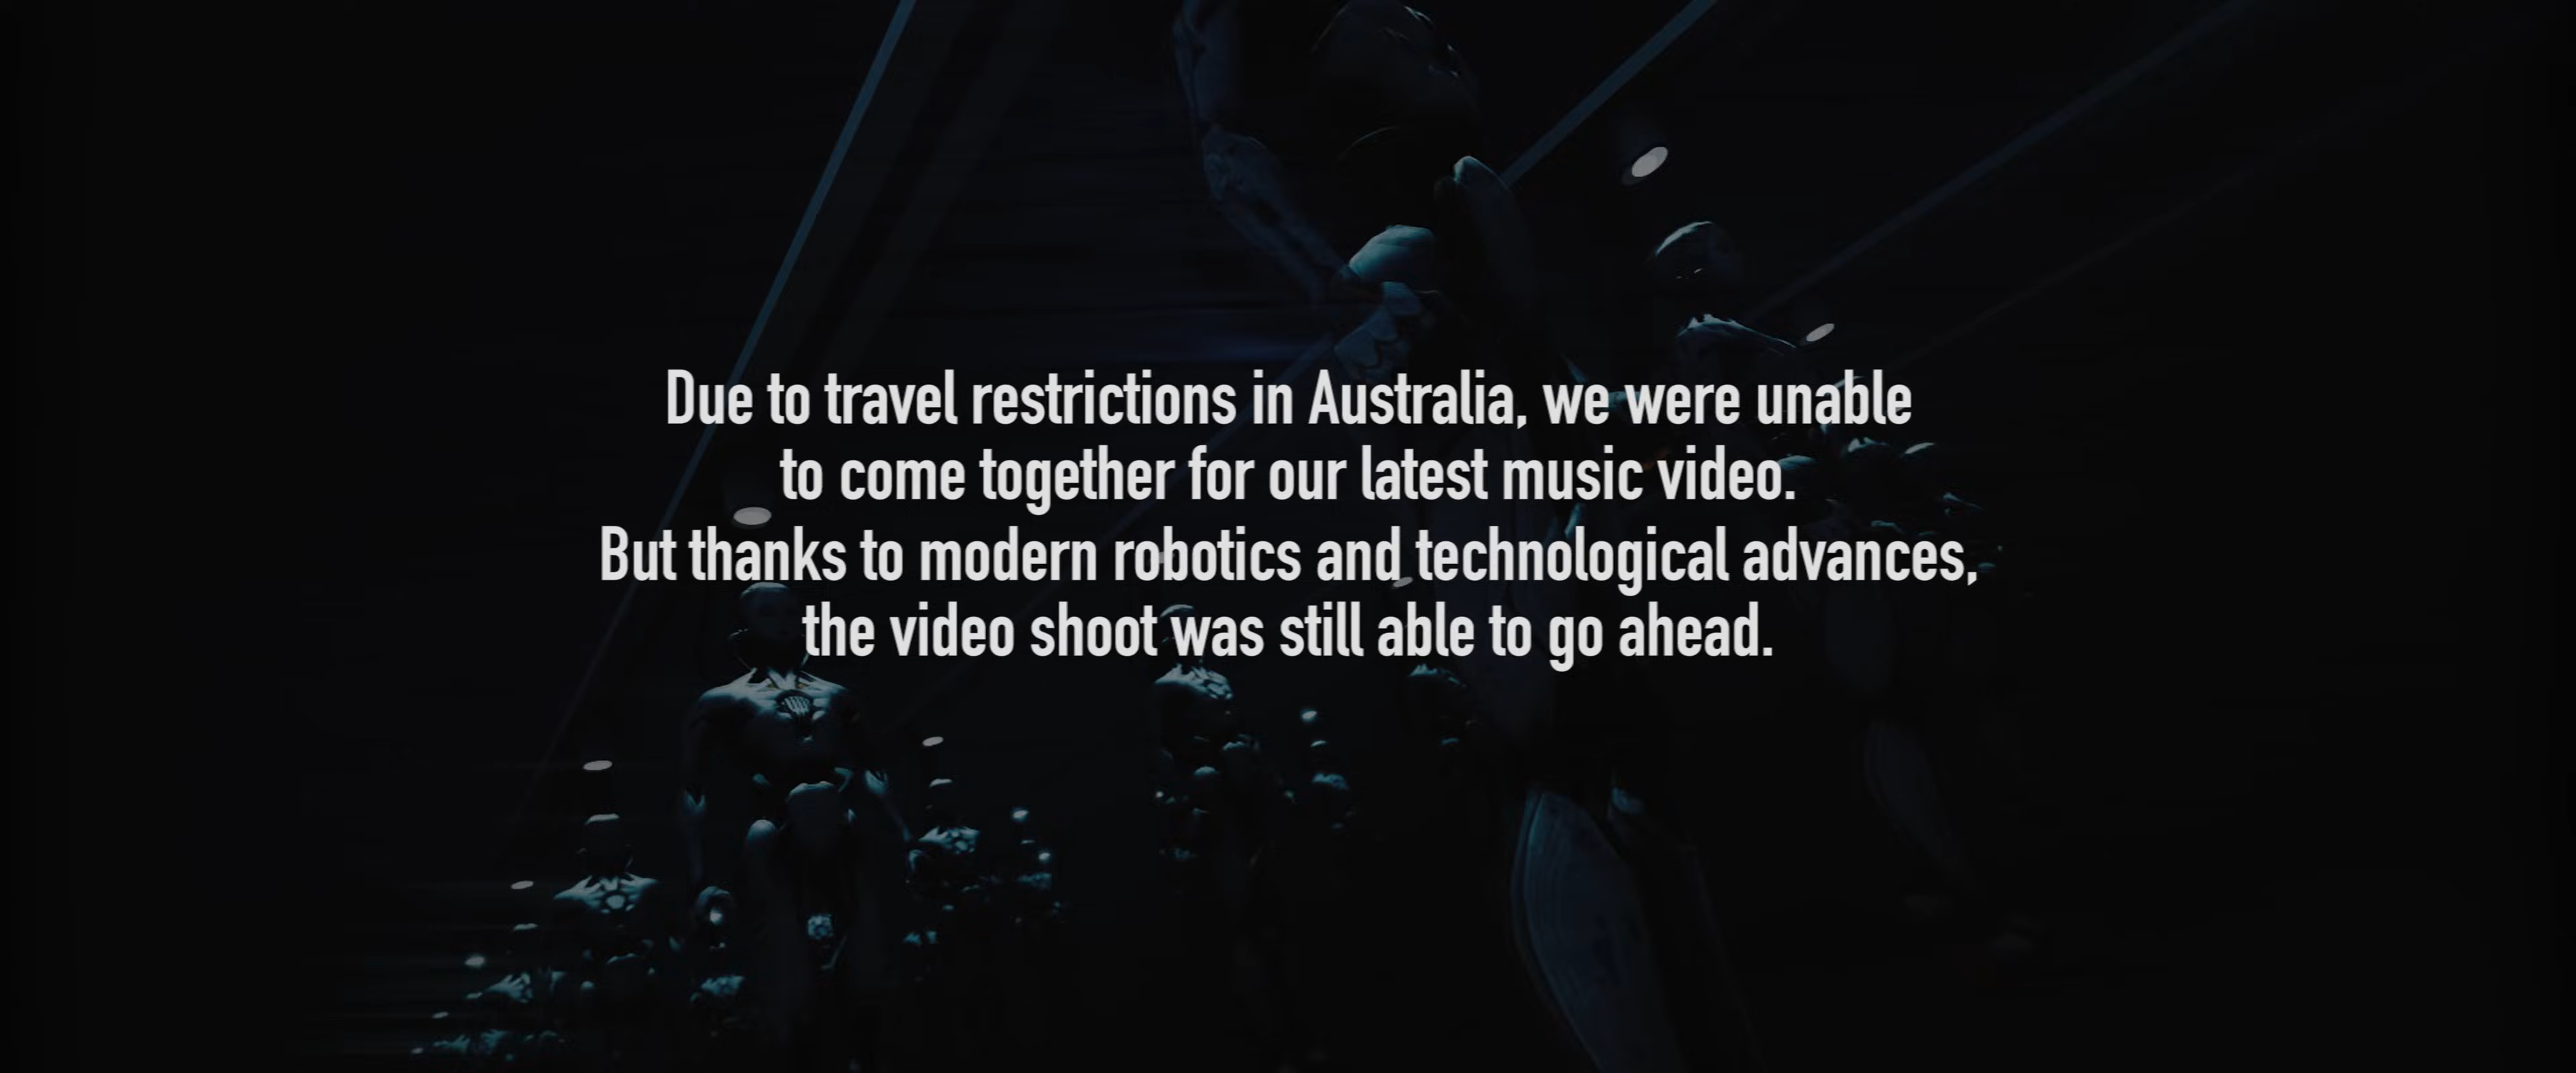 Due to travel restrictions in Australia, we were unable
to come together for our latest music video.
But thanks to modern robotics and technological advances,
the video shoot was still able to go ahead.